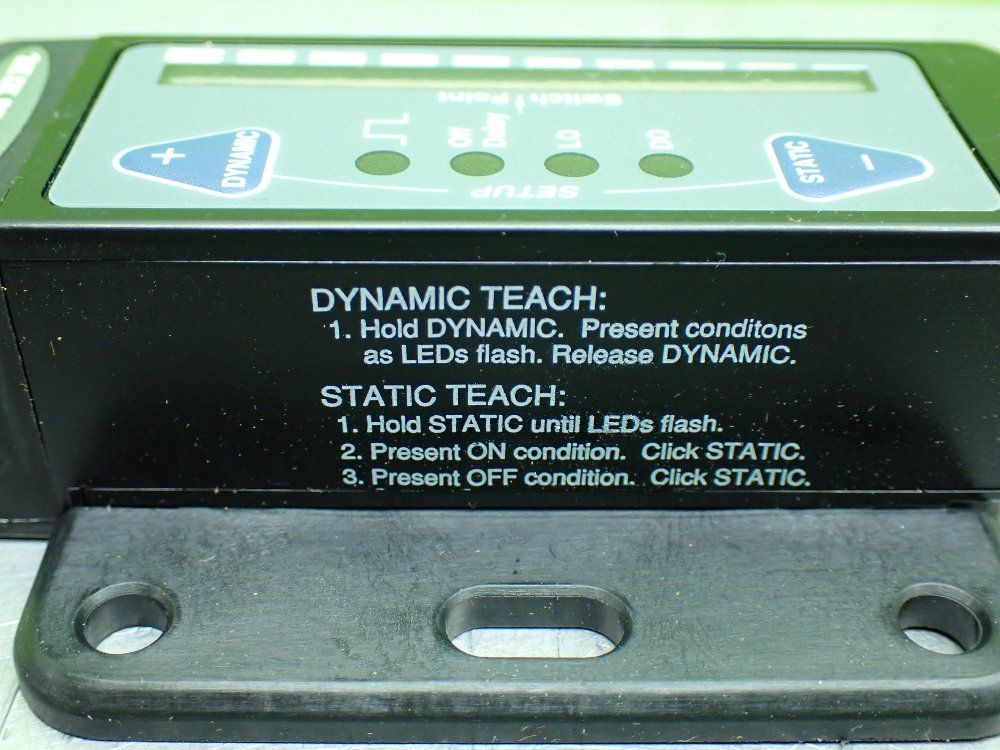 Switch Point
+
DYNAMIC
ON Delay
LO
DO
STATIC
-
SETUP
DYNAMIC TEACH:
1. Hold DYNAMIC. Present conditons
as LEDs flash. Release DYNAMIC.
STATIC TEACH:
1. Hold STATIC until LEDs flash.
2. Present ON condition. Click STATIC.
3. Present OFF condition. Click STATIC.